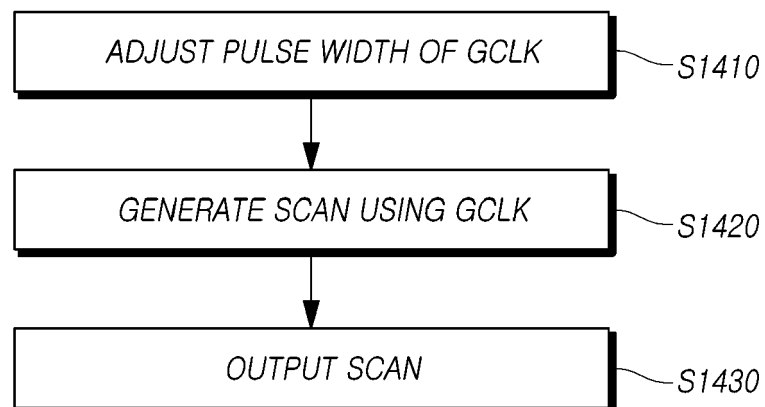 ADJUST PULSE WIDTH OF GCLK
S1410
GENERATE SCAN USING GCLK
S1420
OUTPUT SCAN
S1430